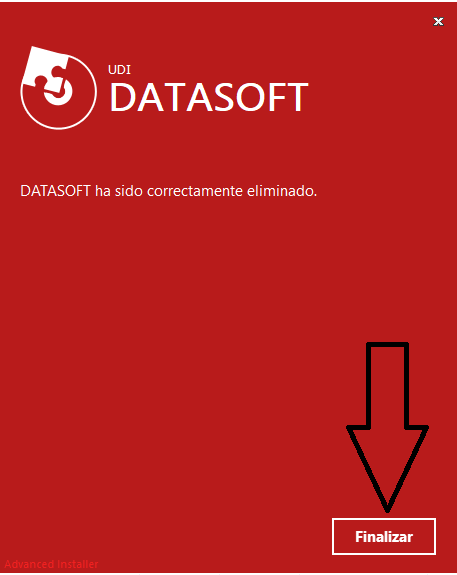 UDI
DATASOFT
DATASOFT ha sido correctamente eliminado.
Finalizar
Advanced Installer